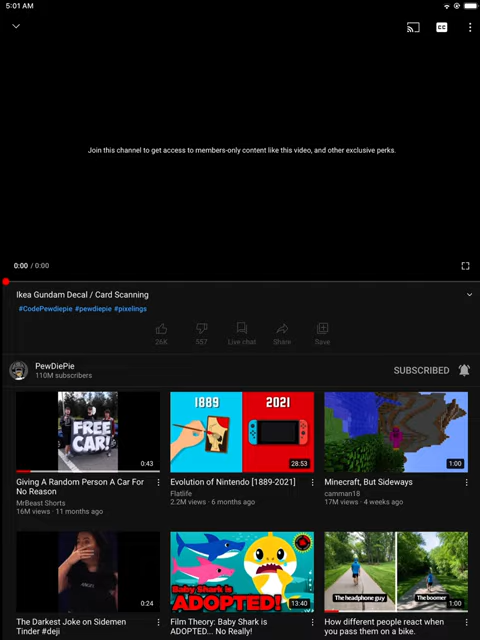 5:01 AM
CC
Join this channel to get access to members-only content like this video, and other exclusive perks.
0:00 / 0:00
Ikea Gundam Decal / Card Scanning
#CodePewdiepie #pewdiepie #pixelings
26K 557 Live chat Share Save
PewDiePie
110M subscribers
SUBSCRIBED
FREE
CAR!
0:43
1889 2021
28:53
1:00
Giving A Random Person A Car For
No Reason
MrBeast Shorts
16M views · 11 months ago
Evolution of Nintendo [1889-2021]
Flatlife
2.2M views · 6 months ago
Minecraft, But Sideways
camman18
17M views · 4 weeks ago
0:24
Baby Shark is
ADOPTED!
13:40
The headphone guy
The boomer
1:00
The Darkest Joke on Sidemen
Tinder #deji
Film Theory: Baby Shark is
ADOPTED... No Really!
How different people react when
you pass them on a bike.